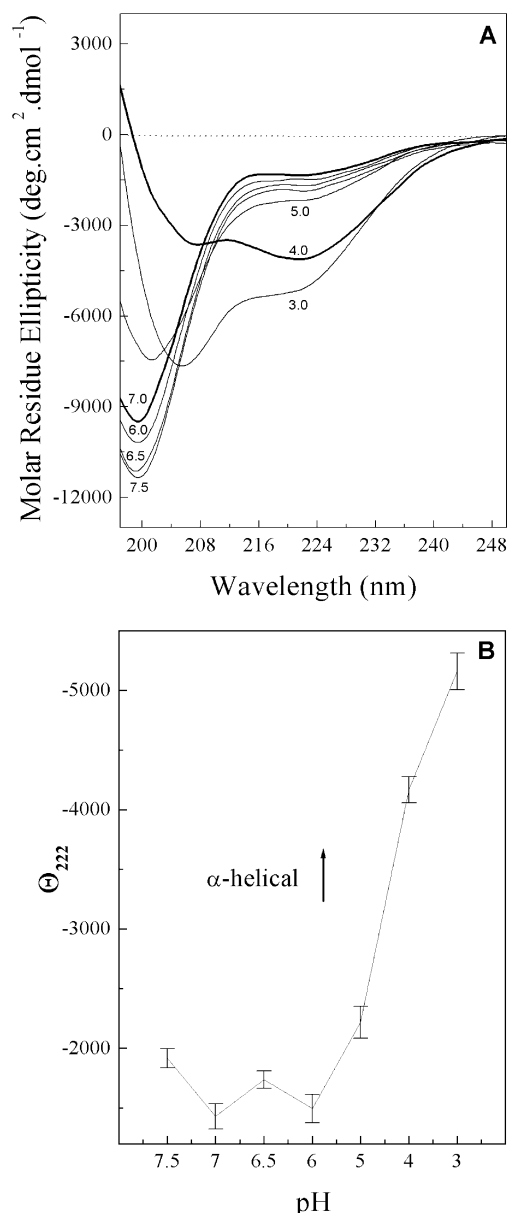 A
Molar Residue Ellipticity (deg.cm².dmol⁻¹)
3000
0
-3000
-6000
-9000
-12000
5.0
4.0
3.0
7.0
6.0
6.5
7.5
200 208 216 224 232 240 248
Wavelength (nm)
B
Θ₂₂₂
-5000
-4000
-3000
-2000
α-helical
7.5 7 6.5 6 5 4 3
pH